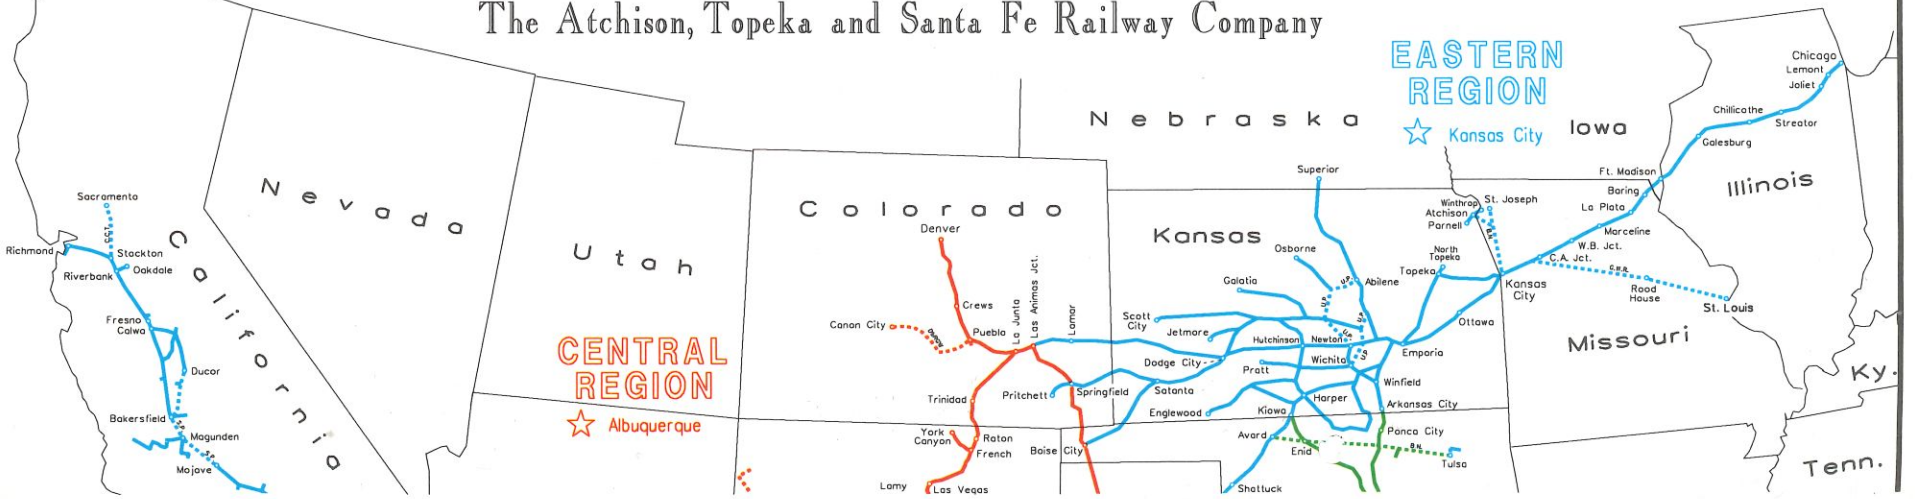 The Atchison, Topeka and Santa Fe Railway Company
EASTERN
REGION
Kansas City
CENTRAL
REGION
Albuquerque
Nevada
California
Utah
Colorado
Nebraska
Kansas
Iowa
Missouri
Illinois
Ky.
Tenn.
Sacramento
Richmond
Stockton
Riverbank
Oakdale
Fresno
Calwa
Ducor
Bakersfield
S.P.
Magunden
S.P.
Mojave
Denver
Crews
Canon City
Pueblo
La Junta
Las Animas Jct.
Lamar
Trinidad
Pritchett
Springfield
York
Canyon
Raton
French
Boise City
Lamy
Las Vegas
Superior
Osborne
Galatia
U.P.
Abilene
U.P.
U.P.
U.P.
Scott
City
Jetmore
Hutchinson
Newton
Dodge City
Wichita
Pratt
Emporia
Satanta
Winfield
Harper
Englewood
Kiowa
Arkansas City
Avard
Ponca City
Enid
B.N.
Tulsa
Shattuck
Winthrop
Atchison
Parnell
St. Joseph
B.N.
North
Topeka
Topeka
Kansas
City
Ottawa
Chicago
Lemont
Joliet
Chillicothe
Streator
Galesburg
Ft. Madison
Baring
La Plata
Marceline
W.B. Jct.
C.A. Jct.
Rood
House
St. Louis